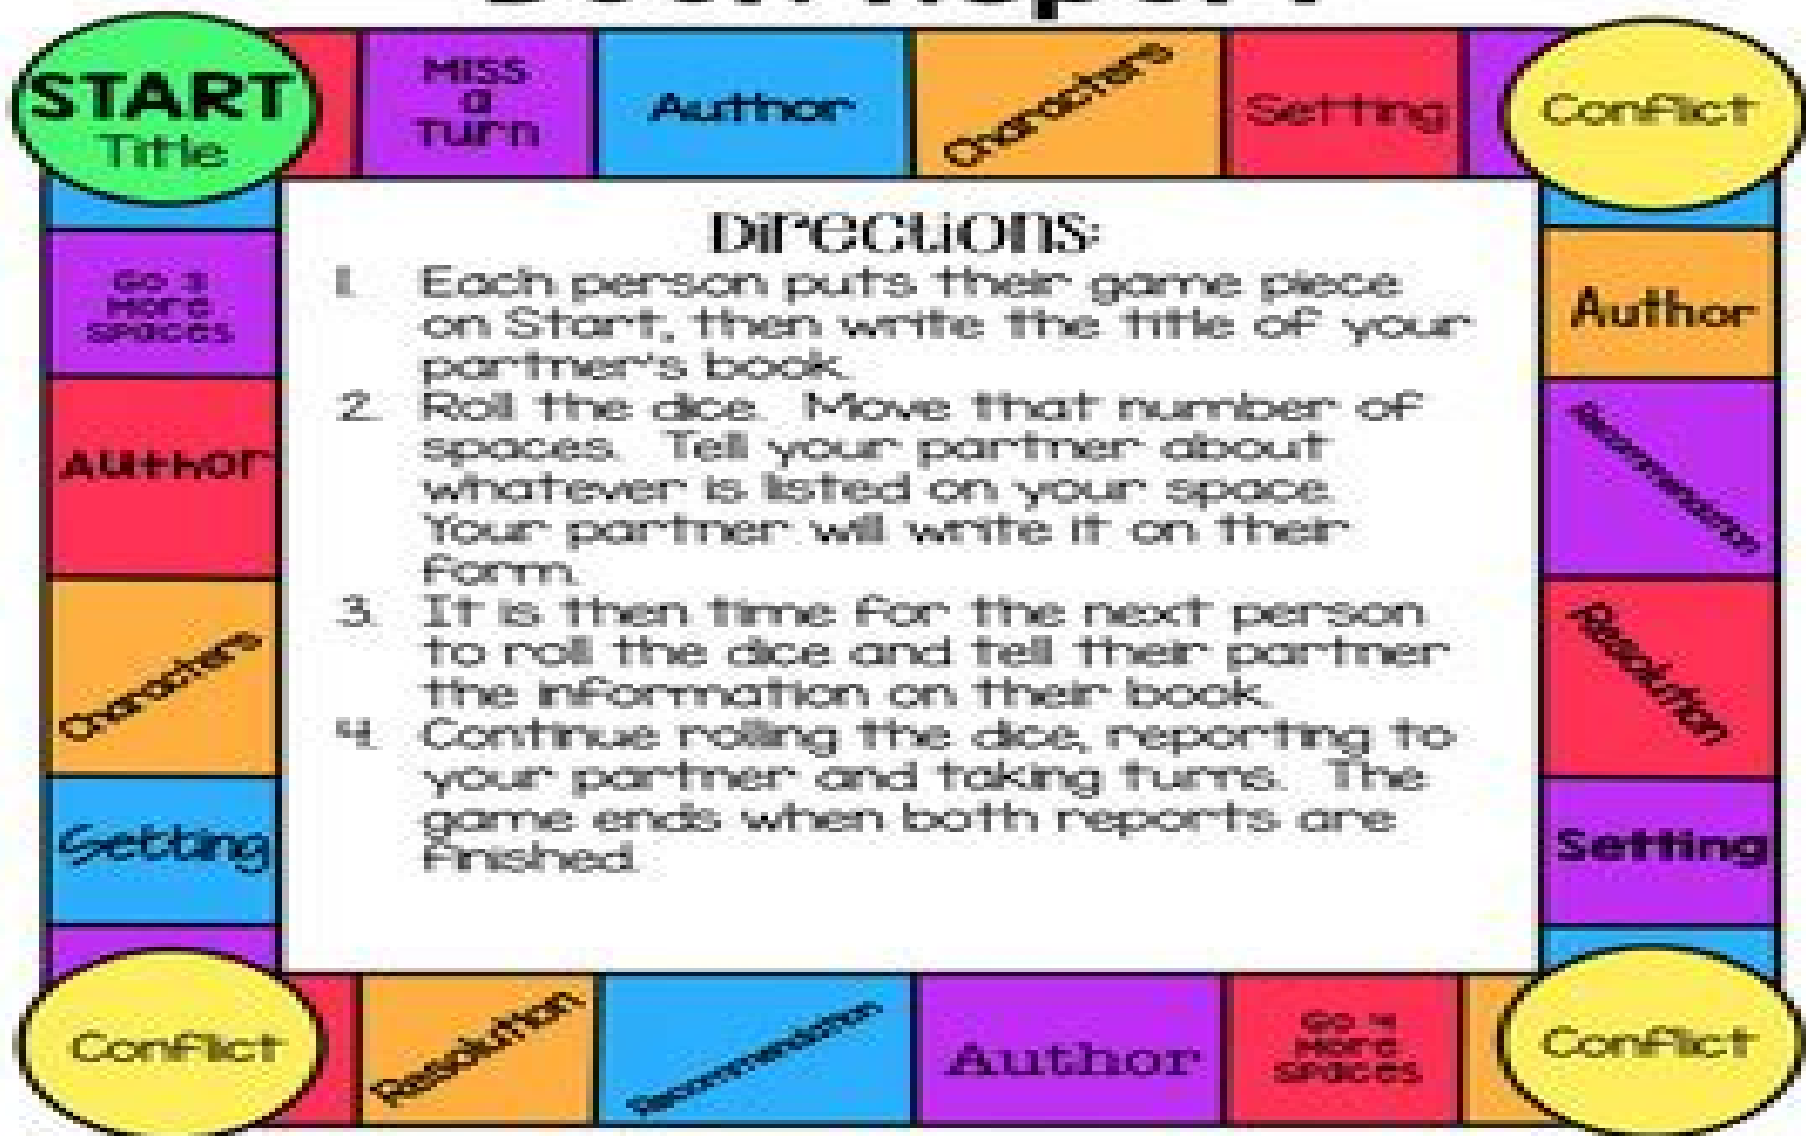 Book Report
START
Title
Miss
a
Turn
Author
Characters
Setting
Conflict
Go 3
More
Spaces
Author
Author
Characters
Recommendation
Resolution
Setting
Setting
Directions:
1. Each person puts their game piece
on Start, then write the title of your
partner's book.
2. Roll the dice. Move that number of
spaces. Tell your partner about
whatever is listed on your space.
Your partner will write it on their
form.
3. It is then time for the next person
to roll the dice and tell their partner
the information on their book.
4. Continue rolling the dice, reporting to
your partner and taking turns. The
game ends when both reports are
finished.
Conflict
Resolution
Recommendation
Author
Go 4
More
Spaces
Conflict